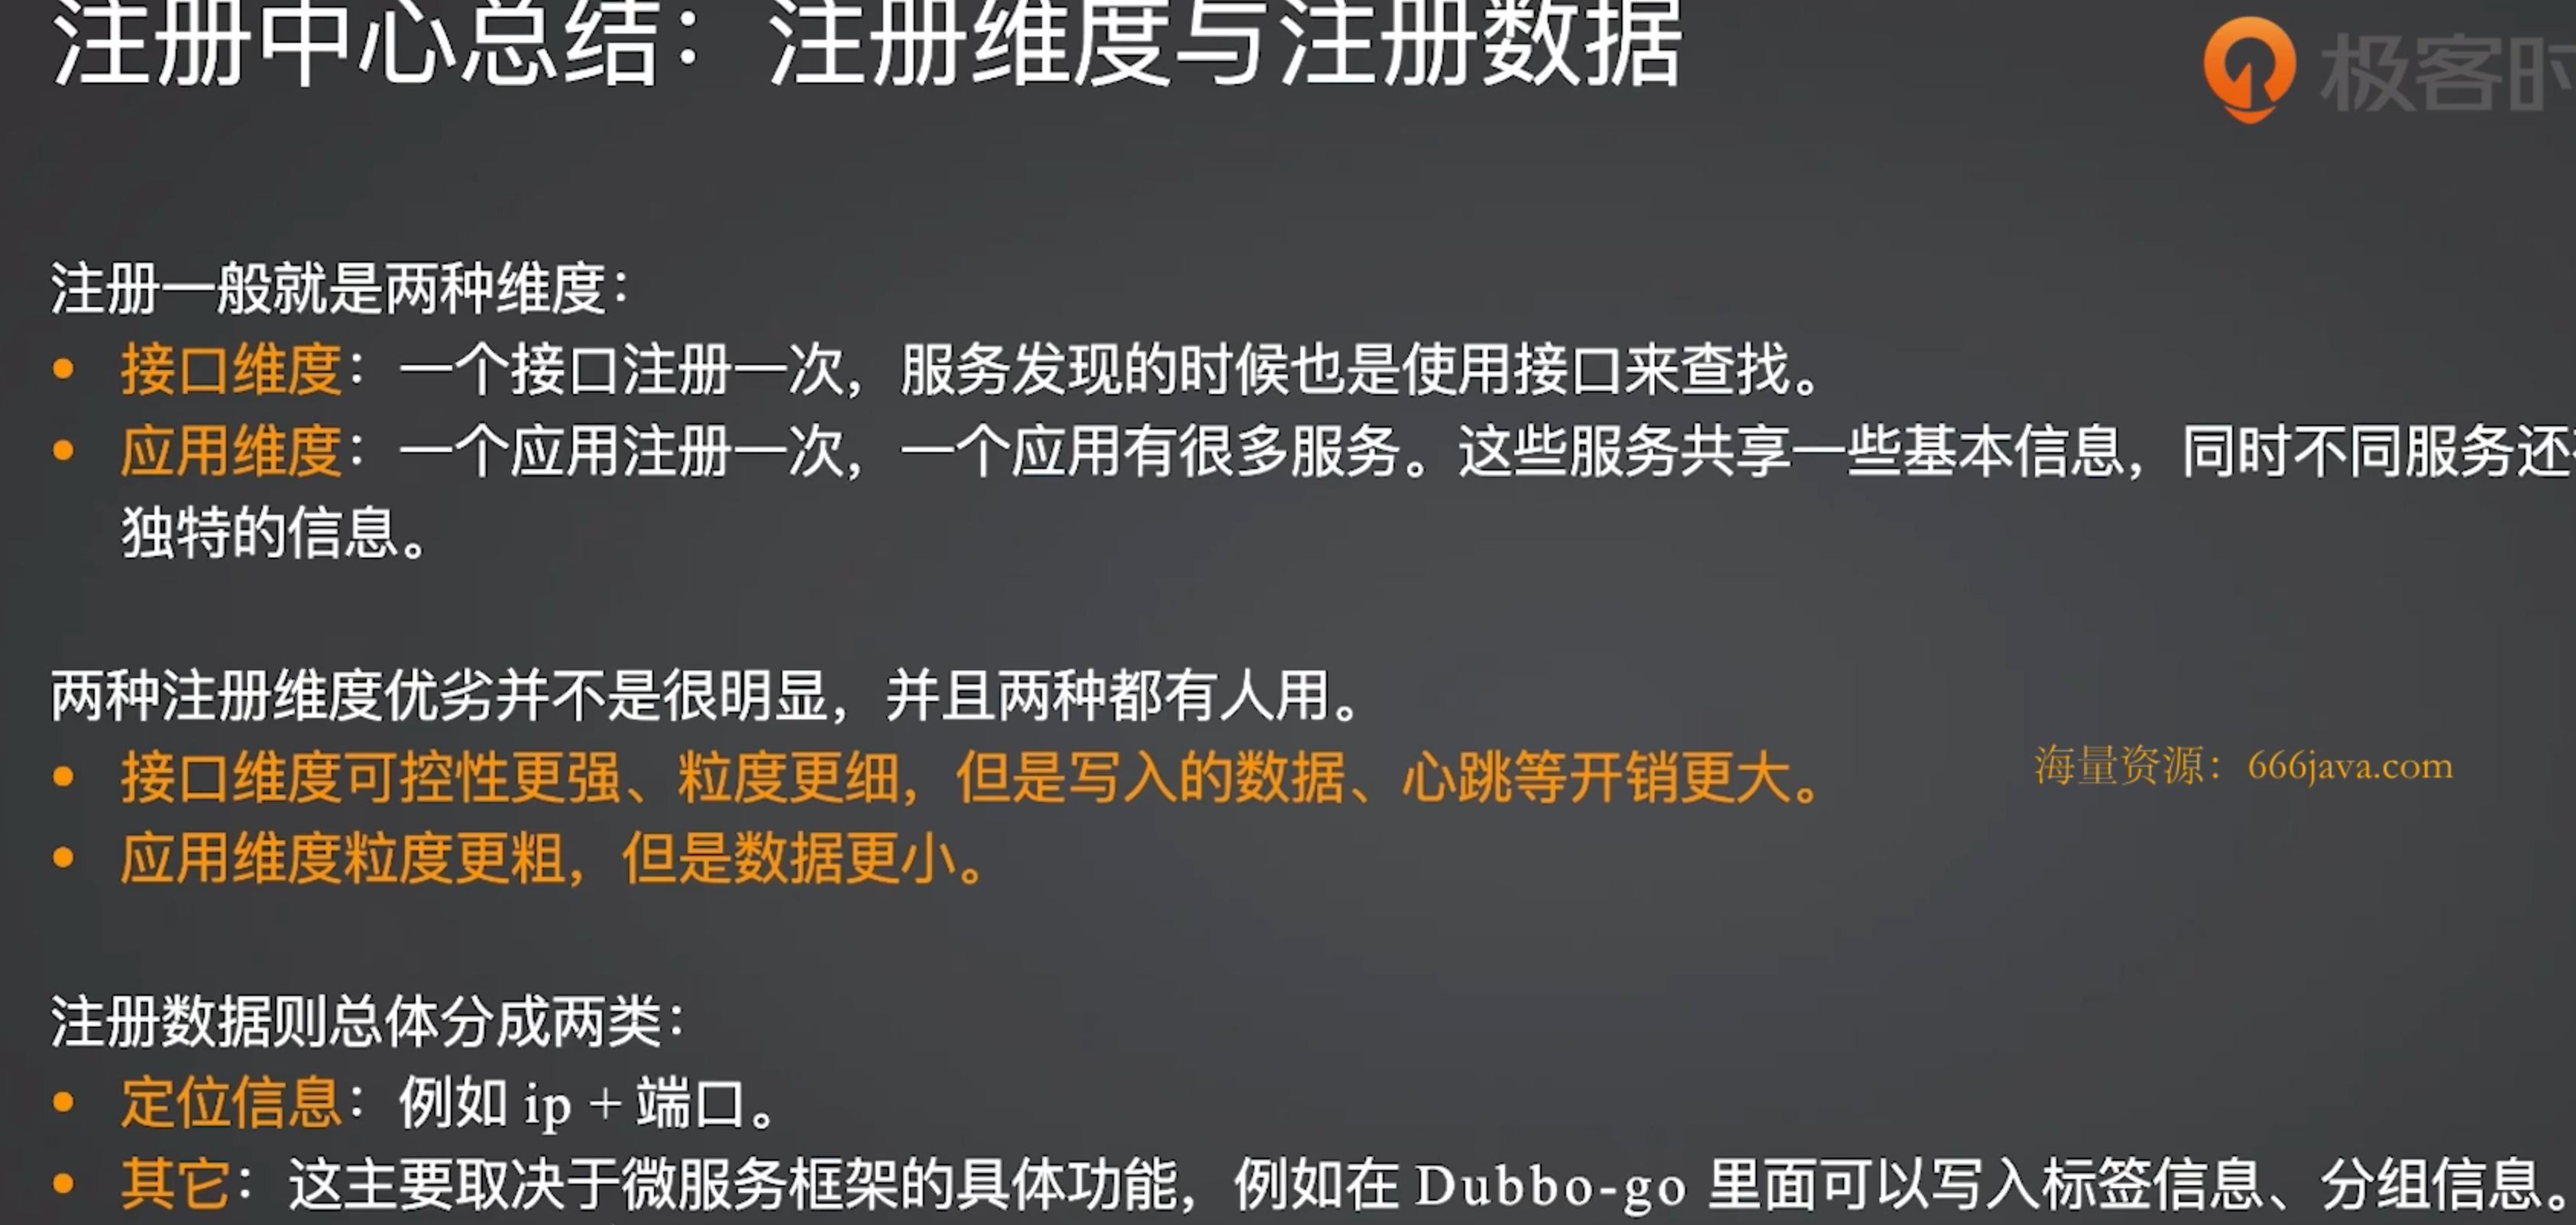 注册中心总结：注册维度与注册数据
极客时
注册一般就是两种维度：
• 接口维度：一个接口注册一次，服务发现的时候也是使用接口来查找。
• 应用维度：一个应用注册一次，一个应用有很多服务。这些服务共享一些基本信息，同时不同服务还
独特的信息。
两种注册维度优劣并不是很明显，并且两种都有人用。
• 接口维度可控性更强、粒度更细，但是写入的数据、心跳等开销更大。
海量资源：666java.com
• 应用维度粒度更粗，但是数据更小。
注册数据则总体分成两类：
• 定位信息：例如 ip + 端口。
• 其它：这主要取决于微服务框架的具体功能，例如在 Dubbo-go 里面可以写入标签信息、分组信息。